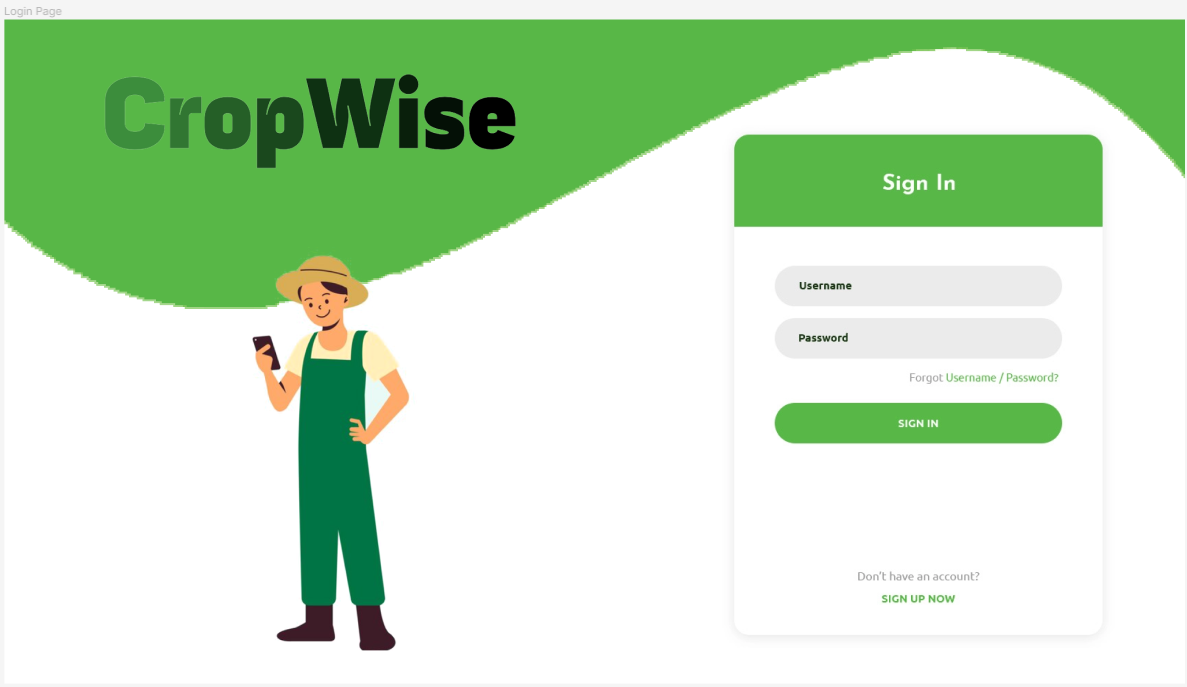 Login Page
CropWise
Sign In
Username
Password
Forgot Username / Password?
SIGN IN
Don't have an account?
SIGN UP NOW